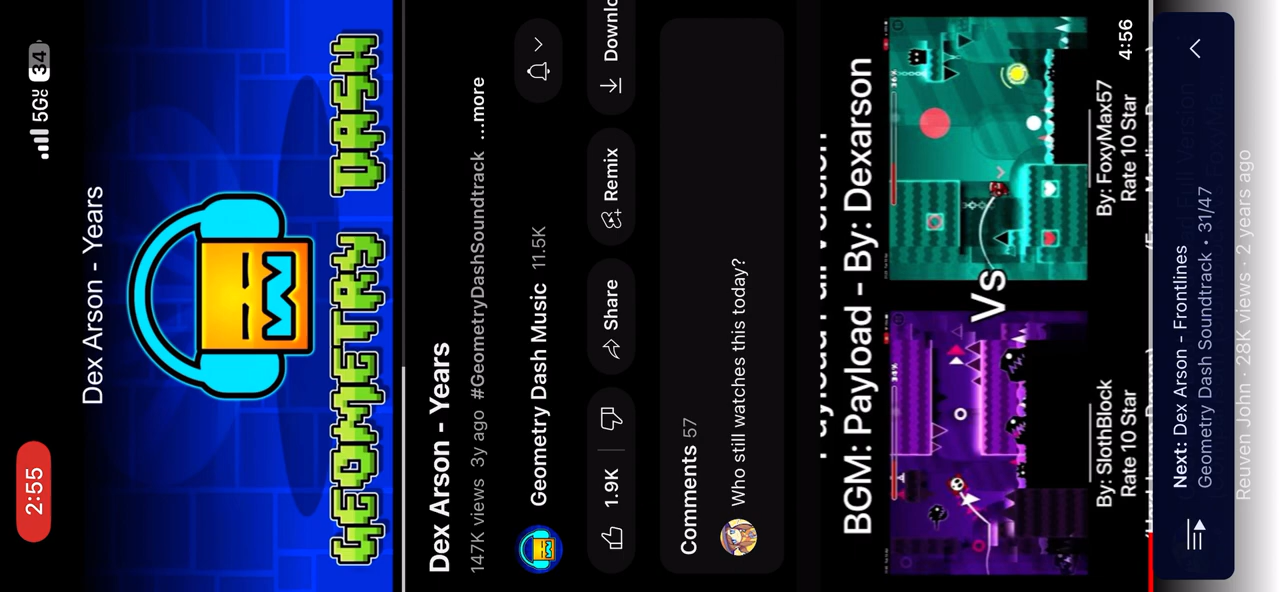 2:55
5G
34
Dex Arson - Years
GEOMETRY DASH
Dex Arson - Years
147K views 3y ago #GeometryDashSoundtrack ...more
Geometry Dash Music 11.5K
1.9K
Share
Remix
Comments 57
Who still watches this today?
BGM: Payload - By: Dexarson
Vs
By: SlothBlock
Rate 10 Star
By: FoxyMax57
Rate 10 Star
4:56
Next: Dex Arson - Frontlines
Geometry Dash Soundtrack • 31/47
Reuven John · 28K views · 2 years ago